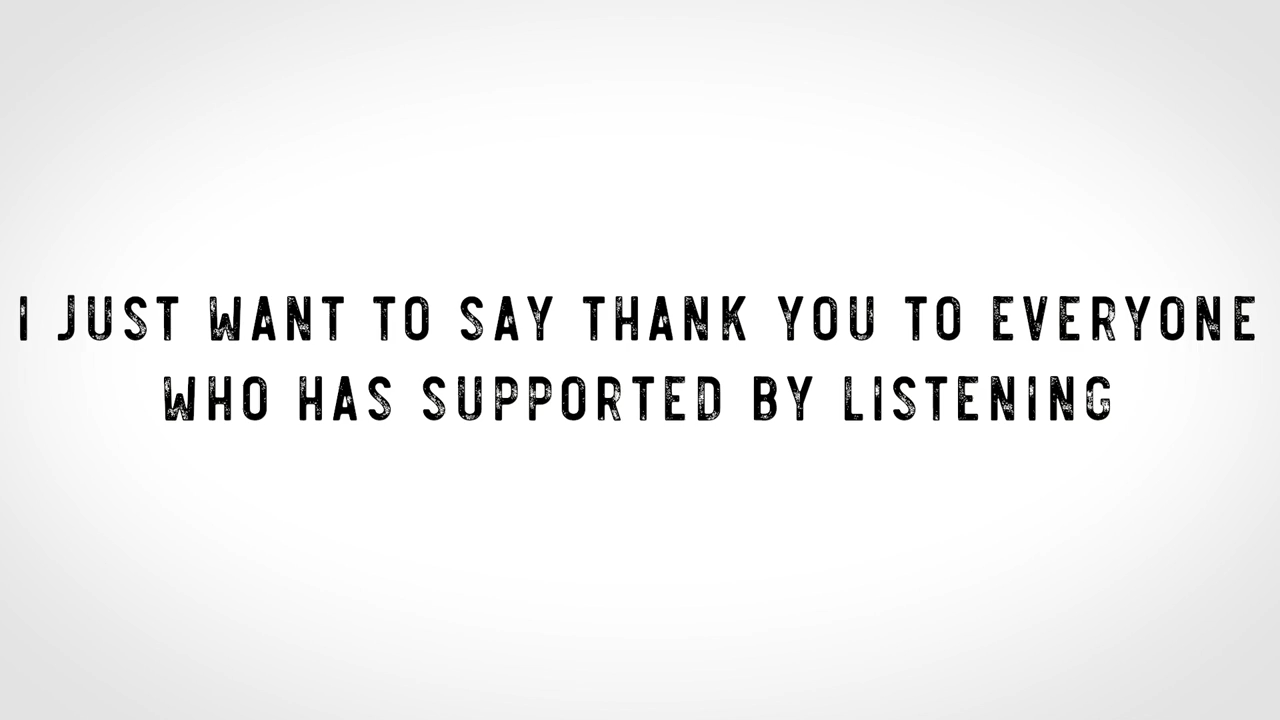 I JUST WANT TO SAY THANK YOU TO EVERYONE
WHO HAS SUPPORTED BY LISTENING